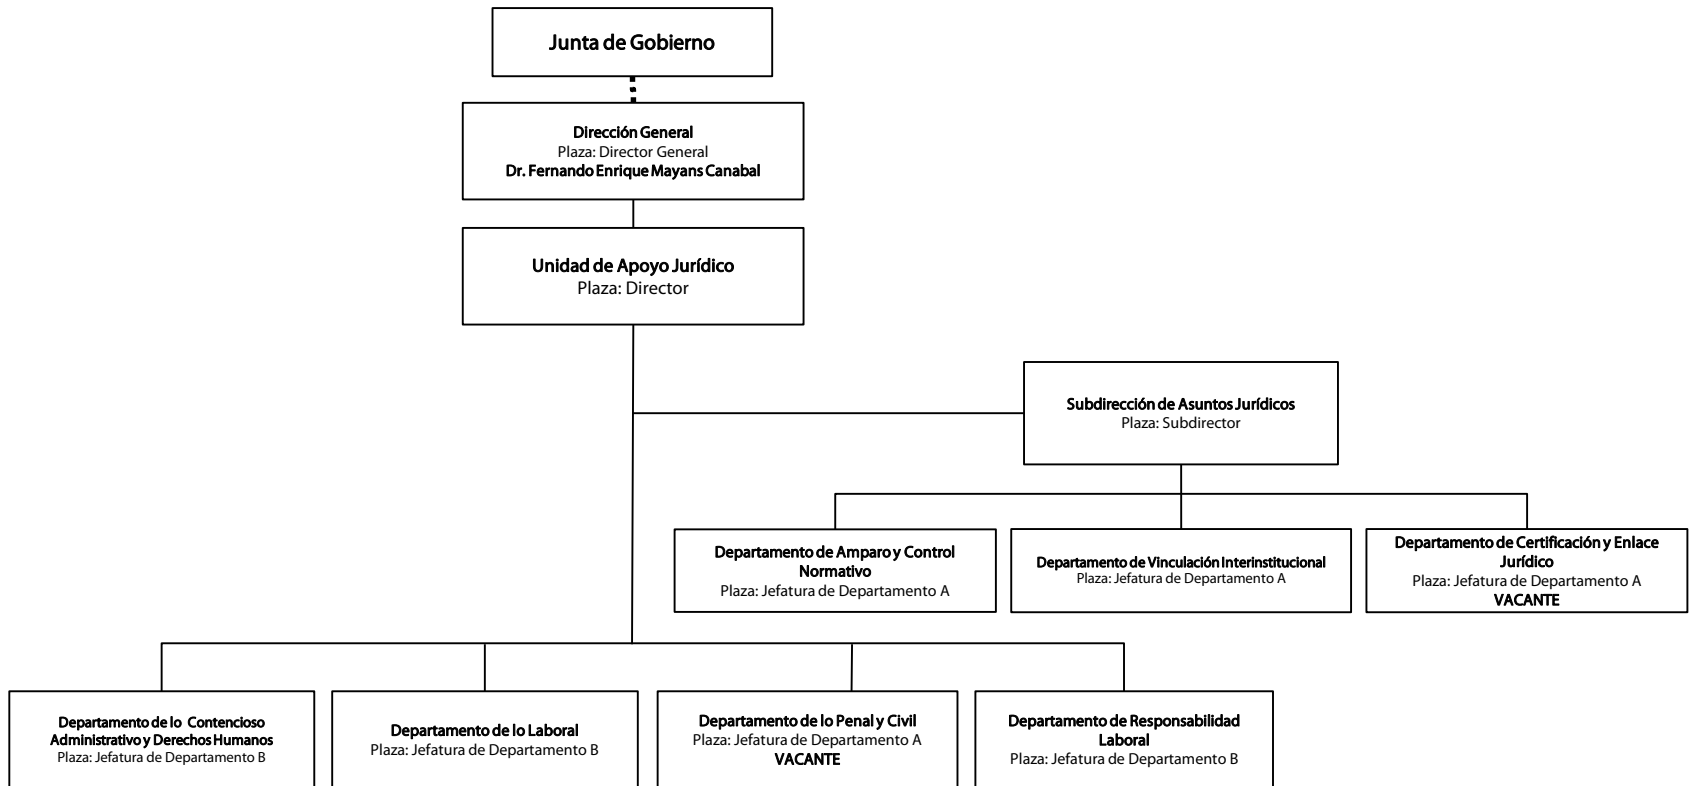 Junta de Gobierno
Dirección General
Plaza: Director General
Dr. Fernando Enrique Mayans Canabal
Unidad de Apoyo Jurídico
Plaza: Director
Subdirección de Asuntos Jurídicos
Plaza: Subdirector
Departamento de Amparo y Control
Normativo
Plaza: Jefatura de Departamento A
Departamento de Vinculación Interinstitucional
Plaza: Jefatura de Departamento A
Departamento de Certificación y Enlace
Jurídico
Plaza: Jefatura de Departamento A
VACANTE
Departamento de lo Contencioso
Administrativo y Derechos Humanos
Plaza: Jefatura de Departamento B
Departamento de lo Laboral
Plaza: Jefatura de Departamento B
Departamento de lo Penal y Civil
Plaza: Jefatura de Departamento A
VACANTE
Departamento de Responsabilidad
Laboral
Plaza: Jefatura de Departamento B